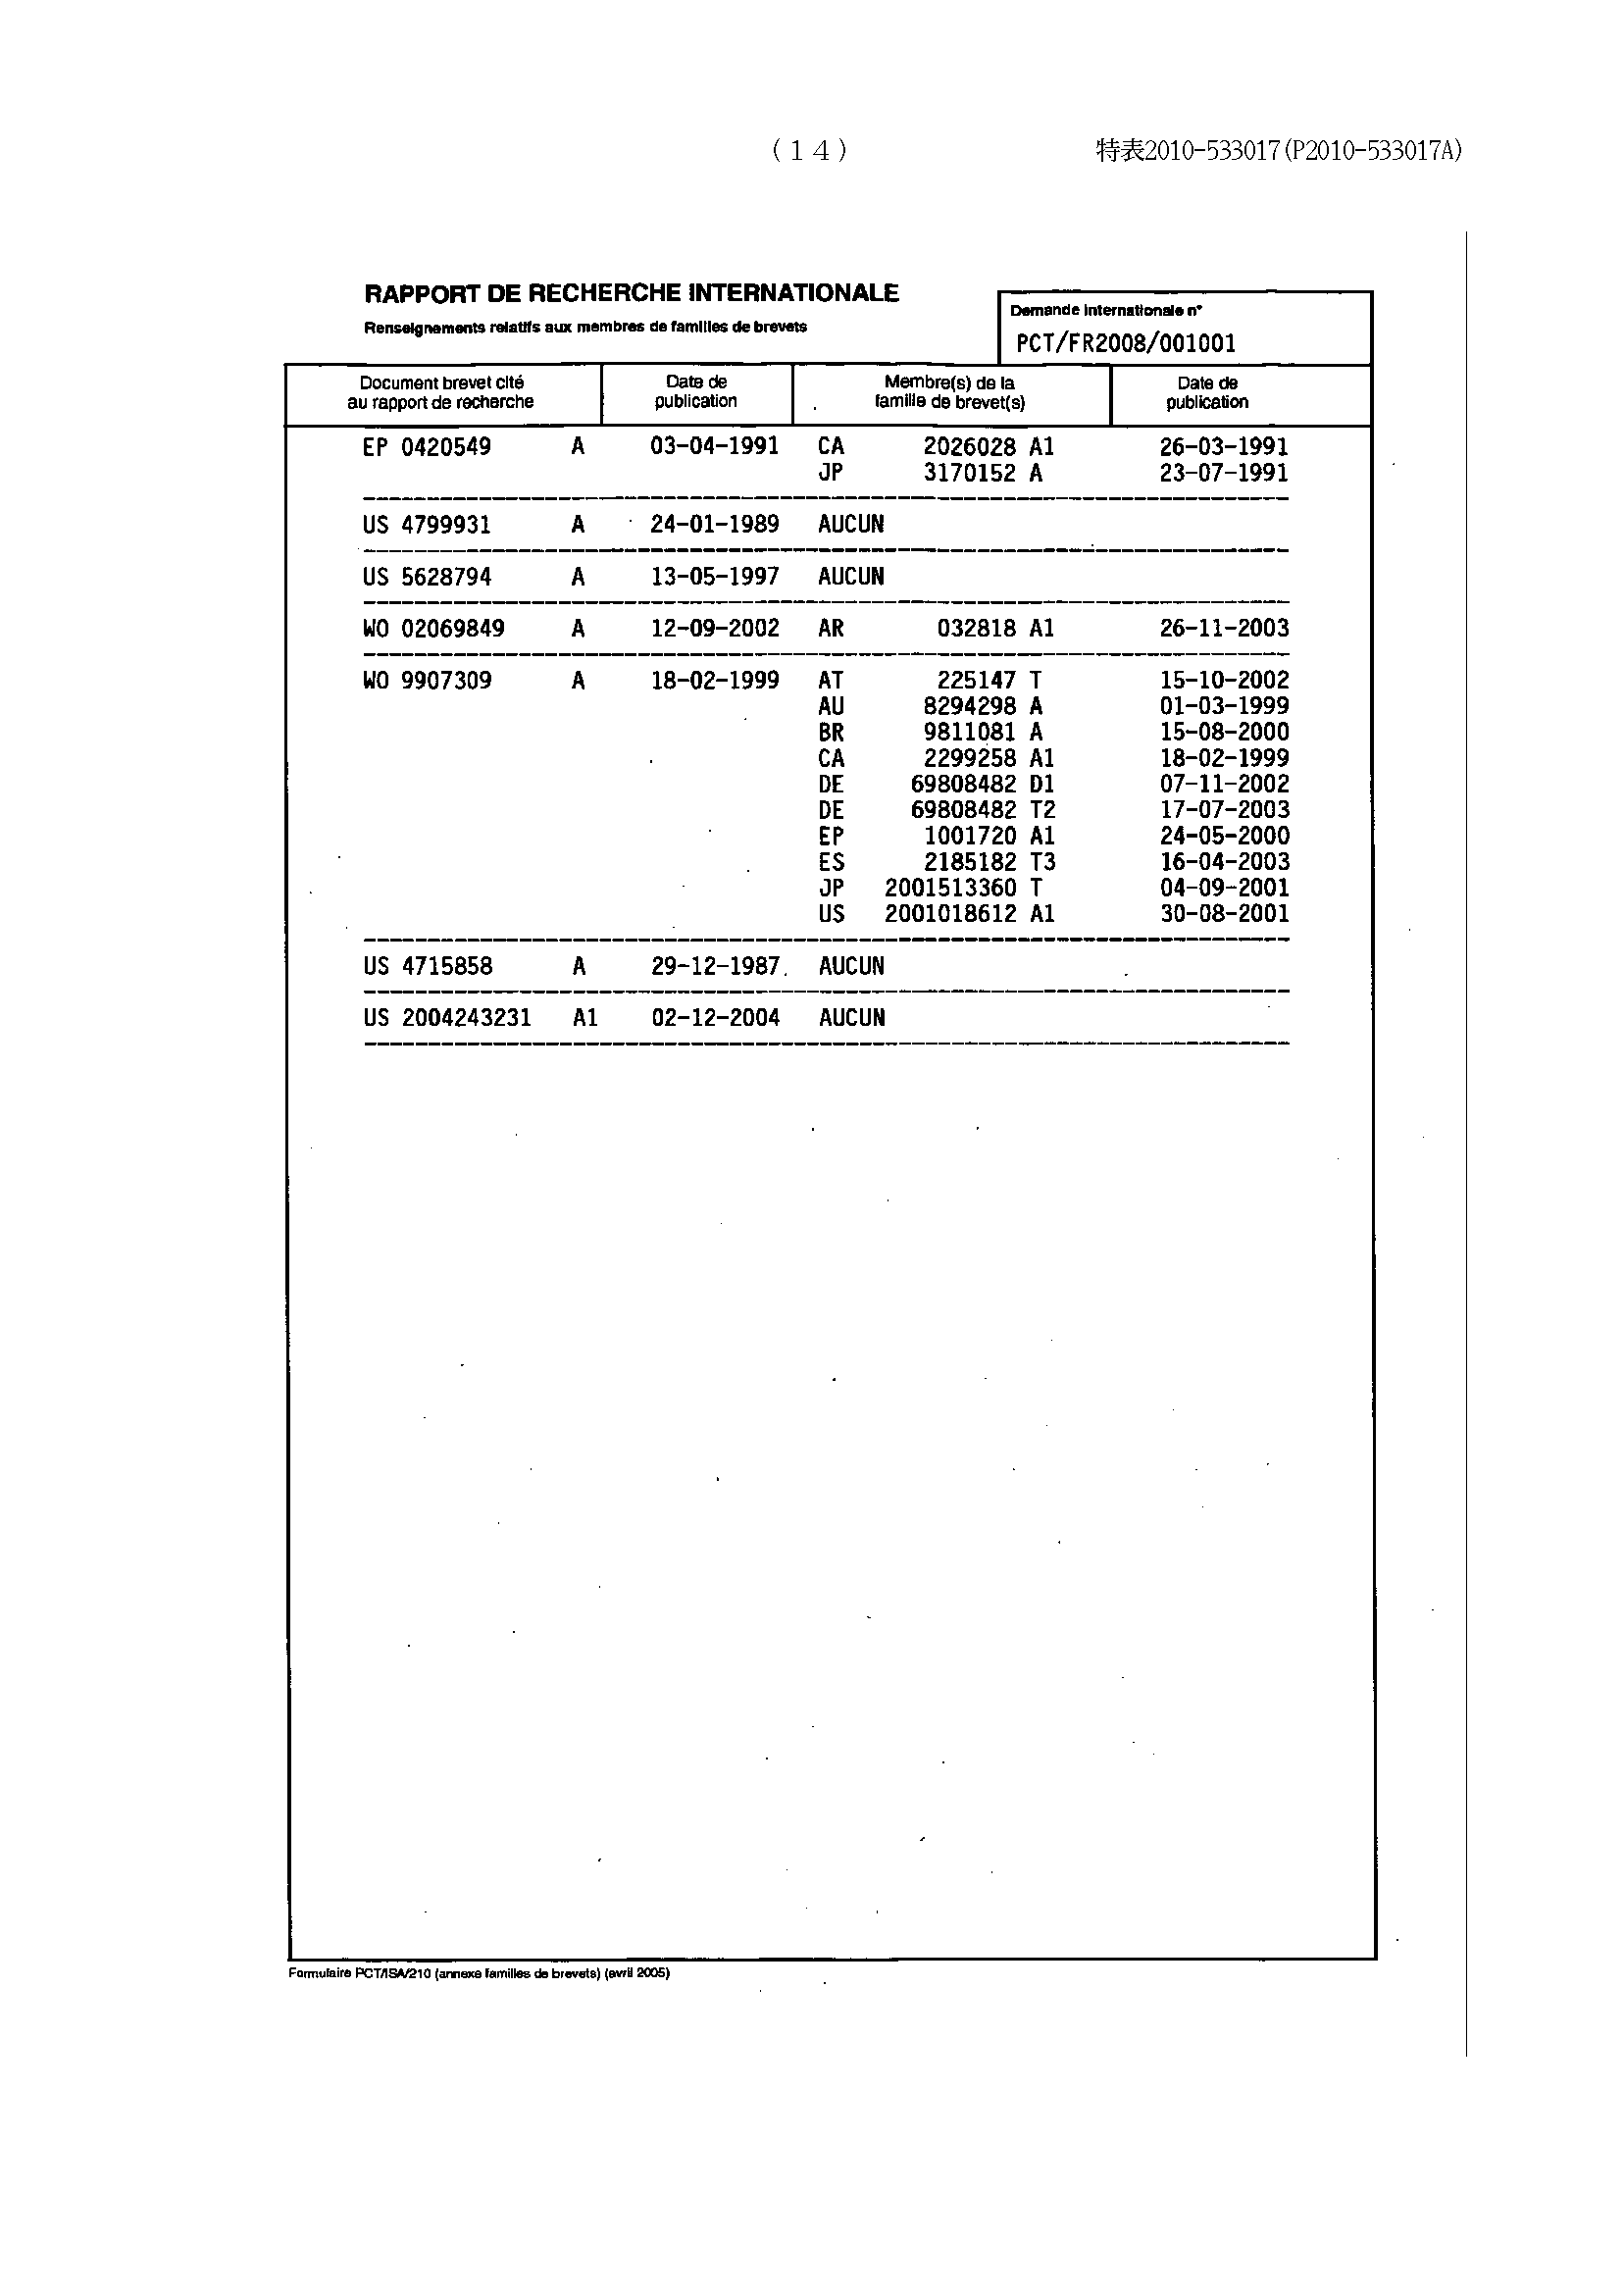 (14)
特表2010-533017(P2010-533017A)
RAPPORT DE RECHERCHE INTERNATIONALE
Renseignements relatifs aux membres de familles de brevets
Demande internationale n°
PCT/FR2008/001001
Document brevet cité au rapport de recherche
Date de publication
Membre(s) de la famille de brevet(s)
Date de publication
EP 0420549 A 03-04-1991 CA 2026028 A1 26-03-1991
JP 3170152 A 23-07-1991
US 4799931 A 24-01-1989 AUCUN
US 5628794 A 13-05-1997 AUCUN
WO 02069849 A 12-09-2002 AR 032818 A1 26-11-2003
WO 9907309 A 18-02-1999 AT 225147 T 15-10-2002
AU 8294298 A 01-03-1999
BR 9811081 A 15-08-2000
CA 2299258 A1 18-02-1999
DE 69808482 D1 07-11-2002
DE 69808482 T2 17-07-2003
EP 1001720 A1 24-05-2000
ES 2185182 T3 16-04-2003
JP 2001513360 T 04-09-2001
US 2001018612 A1 30-08-2001
US 4715858 A 29-12-1987 AUCUN
US 2004243231 A1 02-12-2004 AUCUN
Formulaire PCT/ISA/210 (annexe familles de brevets) (avril 2005)